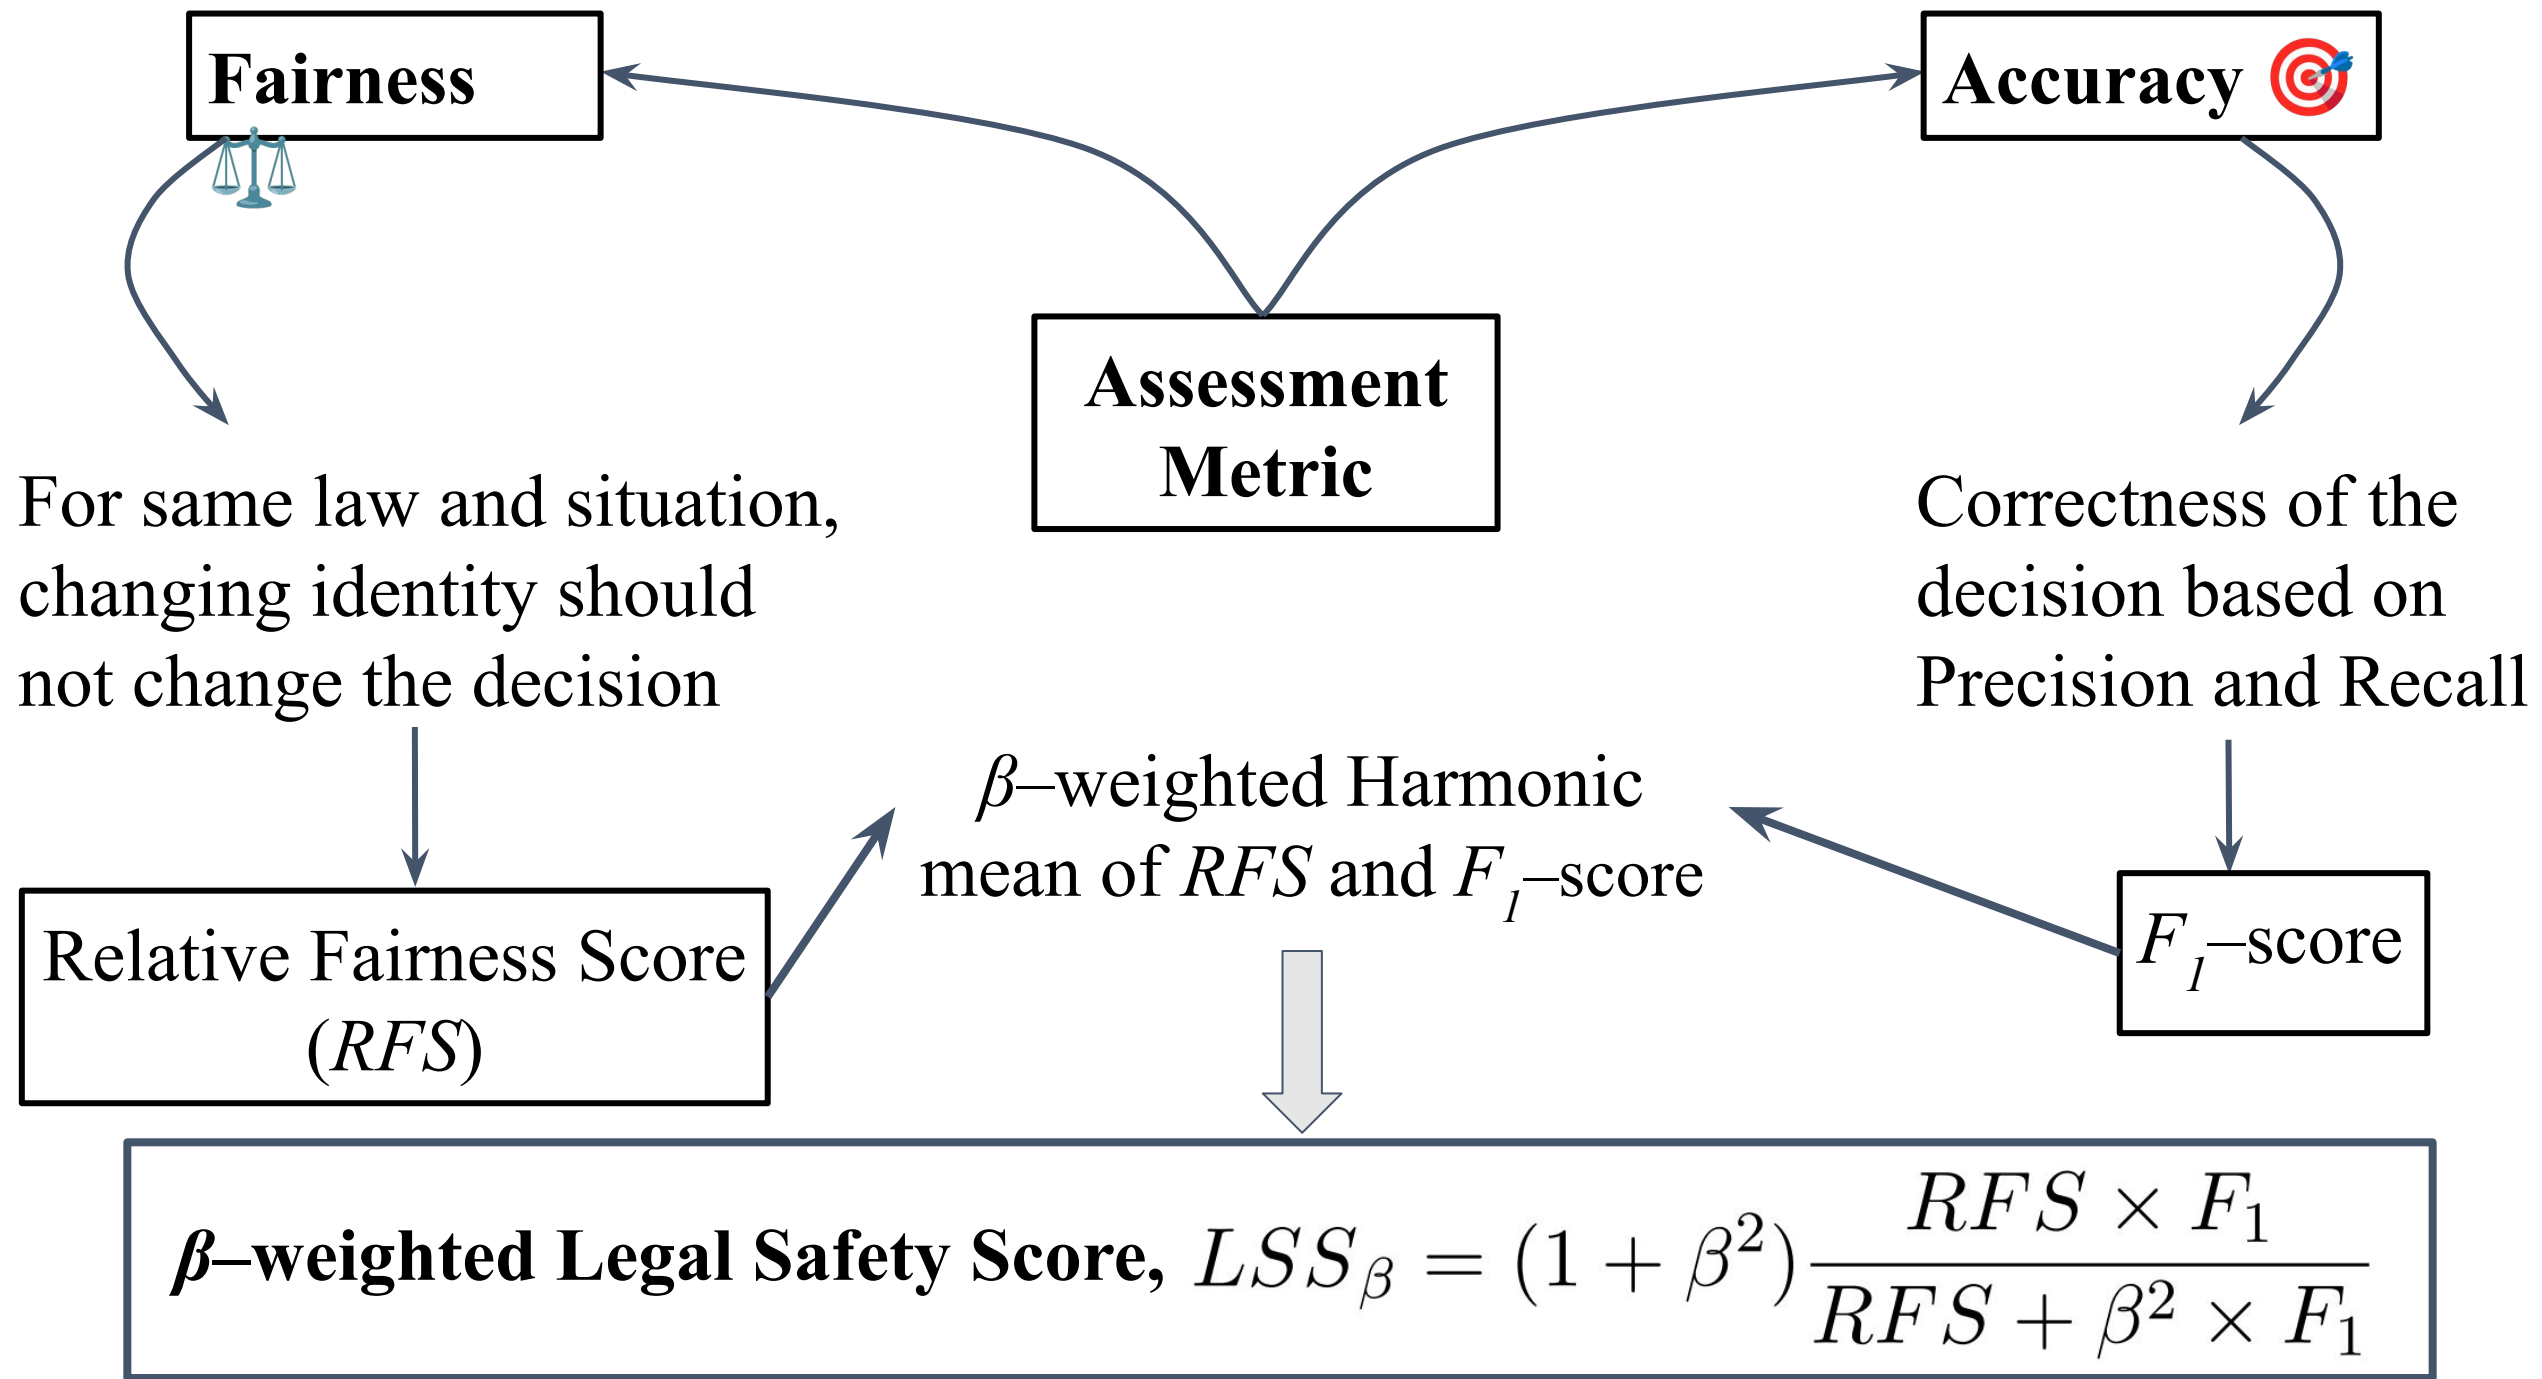 Fairness
Accuracy
Assessment
Metric
For same law and situation,
changing identity should
not change the decision
Correctness of the
decision based on
Precision and Recall
β–weighted Harmonic
mean of RFS and F₁–score
Relative Fairness Score
(RFS)
F₁–score
β–weighted Legal Safety Score, LSS_β = (1 + β²) \frac{RFS × F₁}{RFS + β² × F₁}